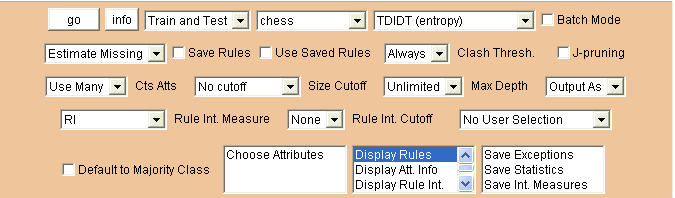 go info Train and Test chess TDIDT (entropy) Batch Mode
Estimate Missing Save Rules Use Saved Rules Always Clash Thresh. J-pruning
Use Many Cts Atts No cutoff Size Cutoff Unlimited Max Depth Output As
RI Rule Int. Measure None Rule Int. Cutoff No User Selection
Default to Majority Class
Choose Attributes
Display Rules
Display Att. Info
Display Rule Int.
Save Exceptions
Save Statistics
Save Int. Measures